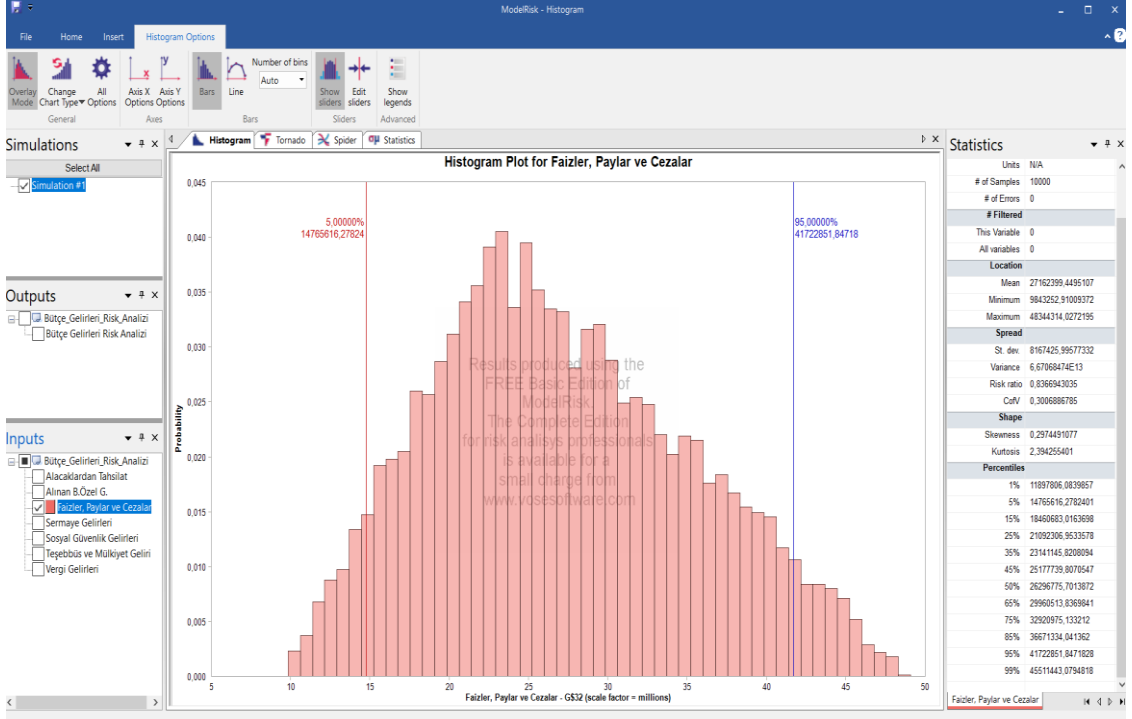 ModelRisk - Histogram
File Home Insert Histogram Options
Overlay Mode
Change Chart Type
All Options
Axis X Options
Axis Y Options
Bars
Line
Number of bins
Auto
Show sliders
Edit sliders
Show legends
General Axes Bars Sliders Advanced
Simulations
Select All
Simulation #1
Outputs
Bütçe_Gelirleri_Risk_Analizi
Bütçe Gelirleri Risk Analizi
Inputs
Bütçe_Gelirleri_Risk_Analizi
Alacaklardan Tahsilat
Alınan B.Özel G.
Faizler, Paylar ve Cezalar
Sermaye Gelirleri
Sosyal Güvenlik Gelirleri
Teşebbüs ve Mülkiyet Geliri
Vergi Gelirleri
Histogram Tornado Spider σμ Statistics
Histogram Plot for Faizler, Paylar ve Cezalar
5,00000%
14765616,27824
95,00000%
41722851,84718
Probability
0,045
0,040
0,035
0,030
0,025
0,020
0,015
0,010
0,005
0,000
Results produced using the
FREE Basic Edition of
ModelRisk.
The Complete Edition
for risk analisys professionals
is available for a
small charge from
www.vosesoftware.com
5 10 15 20 25 30 35 40 45 50
Faizler, Paylar ve Cezalar - G$32 (scale factor = millions)
Statistics
Units N/A
# of Samples 10000
# of Errors 0
# Filtered
This Variable 0
All variables 0
Location
Mean 27162399,4495107
Minimum 9843252,91009372
Maximum 48344314,0272195
Spread
St. dev. 8167425,99577332
Variance 6,67068474E13
Risk ratio 0,8366943035
CofV 0,3006886785
Shape
Skewness 0,2974491077
Kurtosis 2,394255401
Percentiles
1% 11897806,0839857
5% 14765616,2782401
15% 18460683,0163698
25% 21092306,9533578
35% 23141145,8208094
45% 25177739,8070547
50% 26296775,7013872
65% 29960513,8369841
75% 32920975,133212
85% 36671334,041362
95% 41722851,8471828
99% 45511443,0794818
Faizler, Paylar ve Cezalar